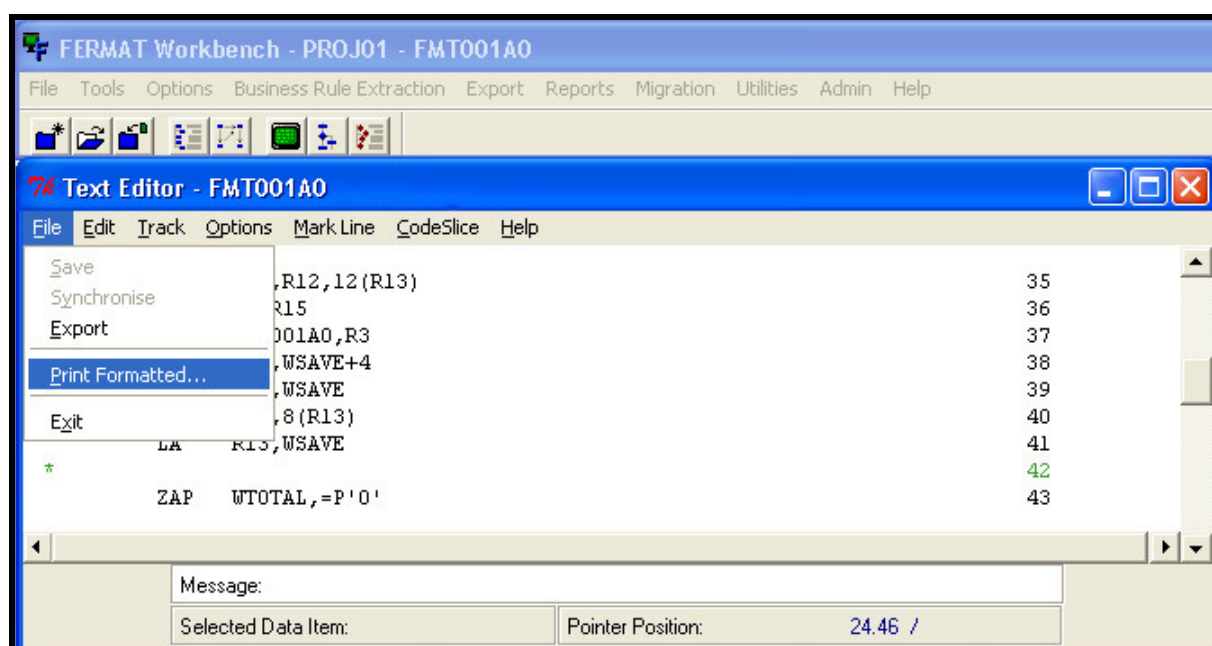 FERMAT Workbench - PROJ01 - FMT001A0
File Tools Options Business Rule Extraction Export Reports Migration Utilities Admin Help
Text Editor - FMT001A0
File Edit Track Options Mark Line CodeSlice Help
Save
Synchronise
Export
Print Formatted...
Exit
,R12,12(R13) 35
R15 36
001A0,R3 37
,WSAVE+4 38
,WSAVE 39
,8(R13) 40
LA R13,WSAVE 41
* 42
ZAP WTOTAL,=P'0' 43
Message:
Selected Data Item: Pointer Position: 24.46 /